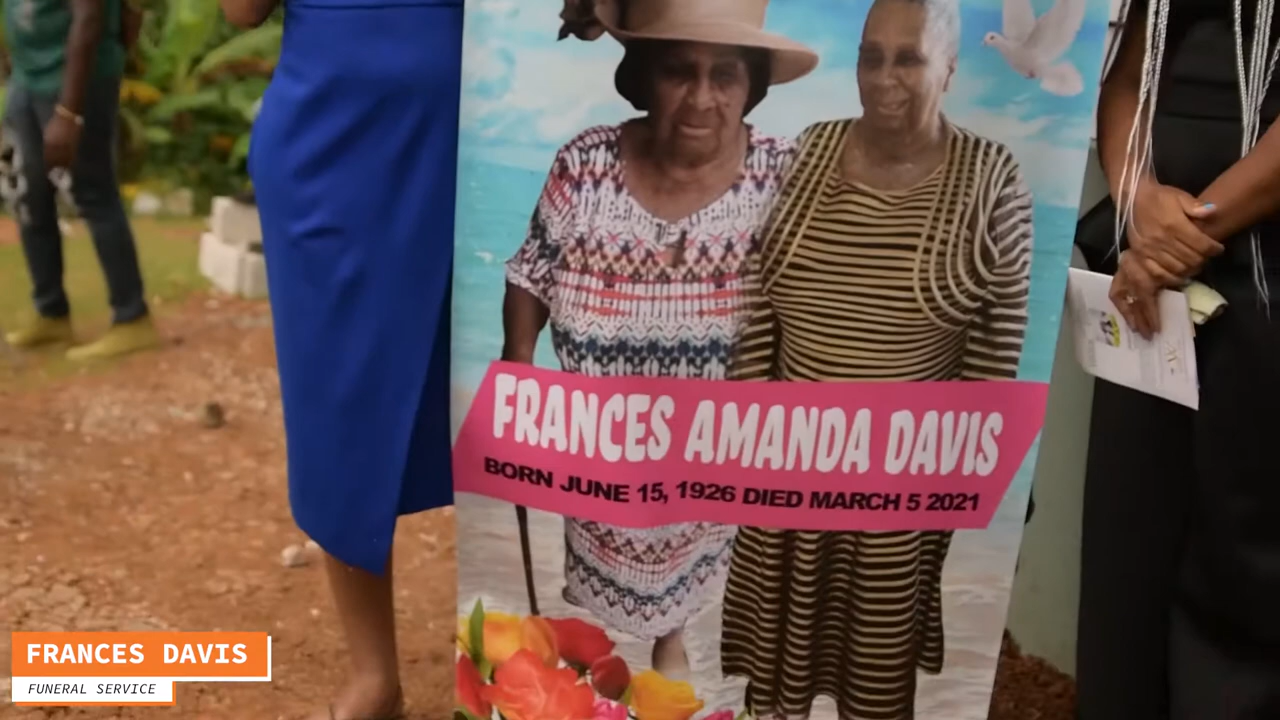 FRANCES AMANDA DAVIS
BORN JUNE 15, 1926 DIED MARCH 5 2021
FRANCES DAVIS
FUNERAL SERVICE